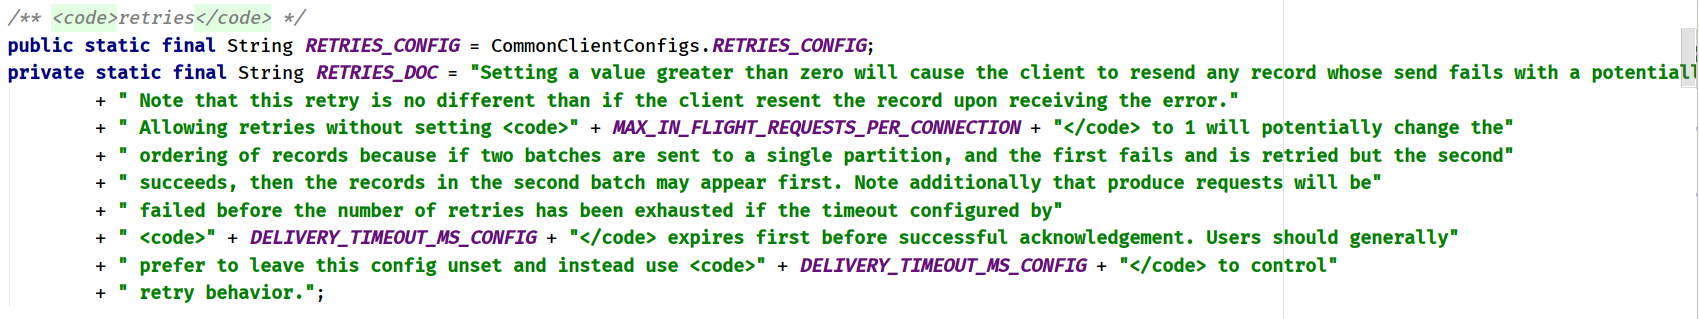 /** <code>retries</code> */
public static final String RETRIES_CONFIG = CommonClientConfigs.RETRIES_CONFIG;
private static final String RETRIES_DOC = "Setting a value greater than zero will cause the client to resend any record whose send fails with a potentiall
+ " Note that this retry is no different than if the client resent the record upon receiving the error."
+ " Allowing retries without setting <code>" + MAX_IN_FLIGHT_REQUESTS_PER_CONNECTION + "</code> to 1 will potentially change the"
+ " ordering of records because if two batches are sent to a single partition, and the first fails and is retried but the second"
+ " succeeds, then the records in the second batch may appear first. Note additionally that produce requests will be"
+ " failed before the number of retries has been exhausted if the timeout configured by"
+ " <code>" + DELIVERY_TIMEOUT_MS_CONFIG + "</code> expires first before successful acknowledgement. Users should generally"
+ " prefer to leave this config unset and instead use <code>" + DELIVERY_TIMEOUT_MS_CONFIG + "</code> to control"
+ " retry behavior.";